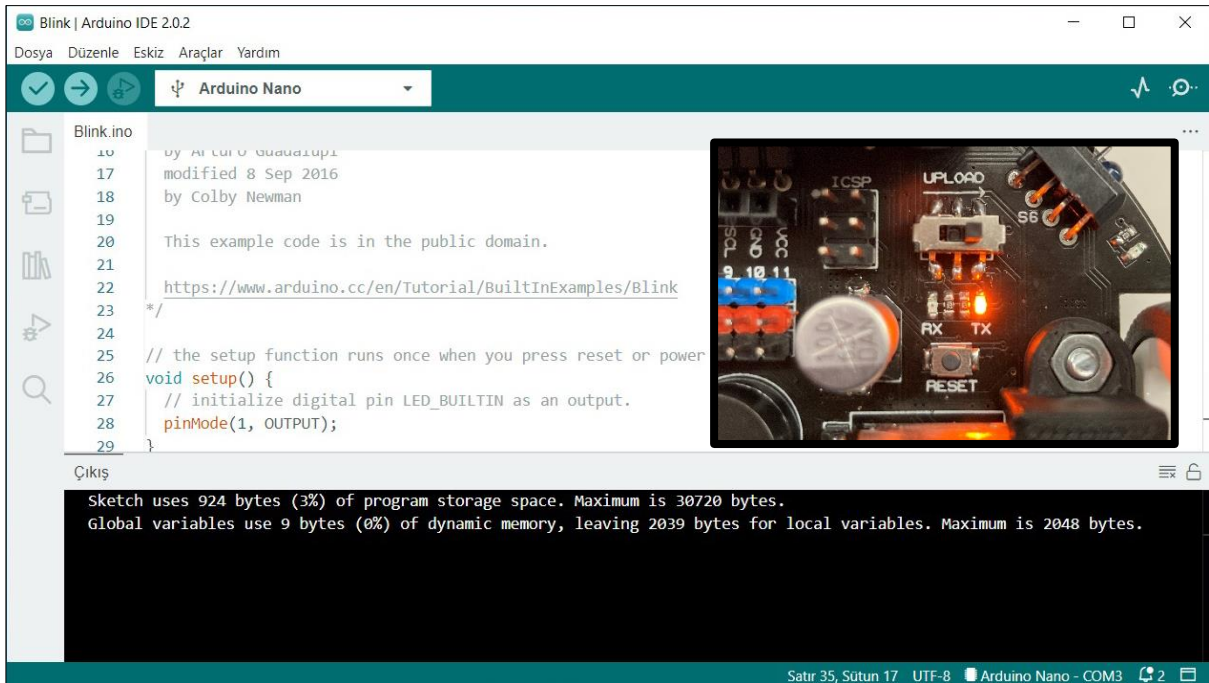 Blink | Arduino IDE 2.0.2
Dosya Düzenle Eskiz Araçlar Yardım
Arduino Nano
Blink.ino
16 by Arturo Guadalupi
17 modified 8 Sep 2016
18 by Colby Newman
19
20 This example code is in the public domain.
21
22 https://www.arduino.cc/en/Tutorial/BuiltInExamples/Blink
23 */
24
25 // the setup function runs once when you press reset or power
26 void setup() {
27 // initialize digital pin LED_BUILTIN as an output.
28 pinMode(1, OUTPUT);
29 }
ICSP
UPLOAD
S6
SCL GND VCC
9 10 11
RX TX
RESET
Çıkış
Sketch uses 924 bytes (3%) of program storage space. Maximum is 30720 bytes.
Global variables use 9 bytes (0%) of dynamic memory, leaving 2039 bytes for local variables. Maximum is 2048 bytes.
Satır 35, Sütun 17 UTF-8 Arduino Nano - COM3 2